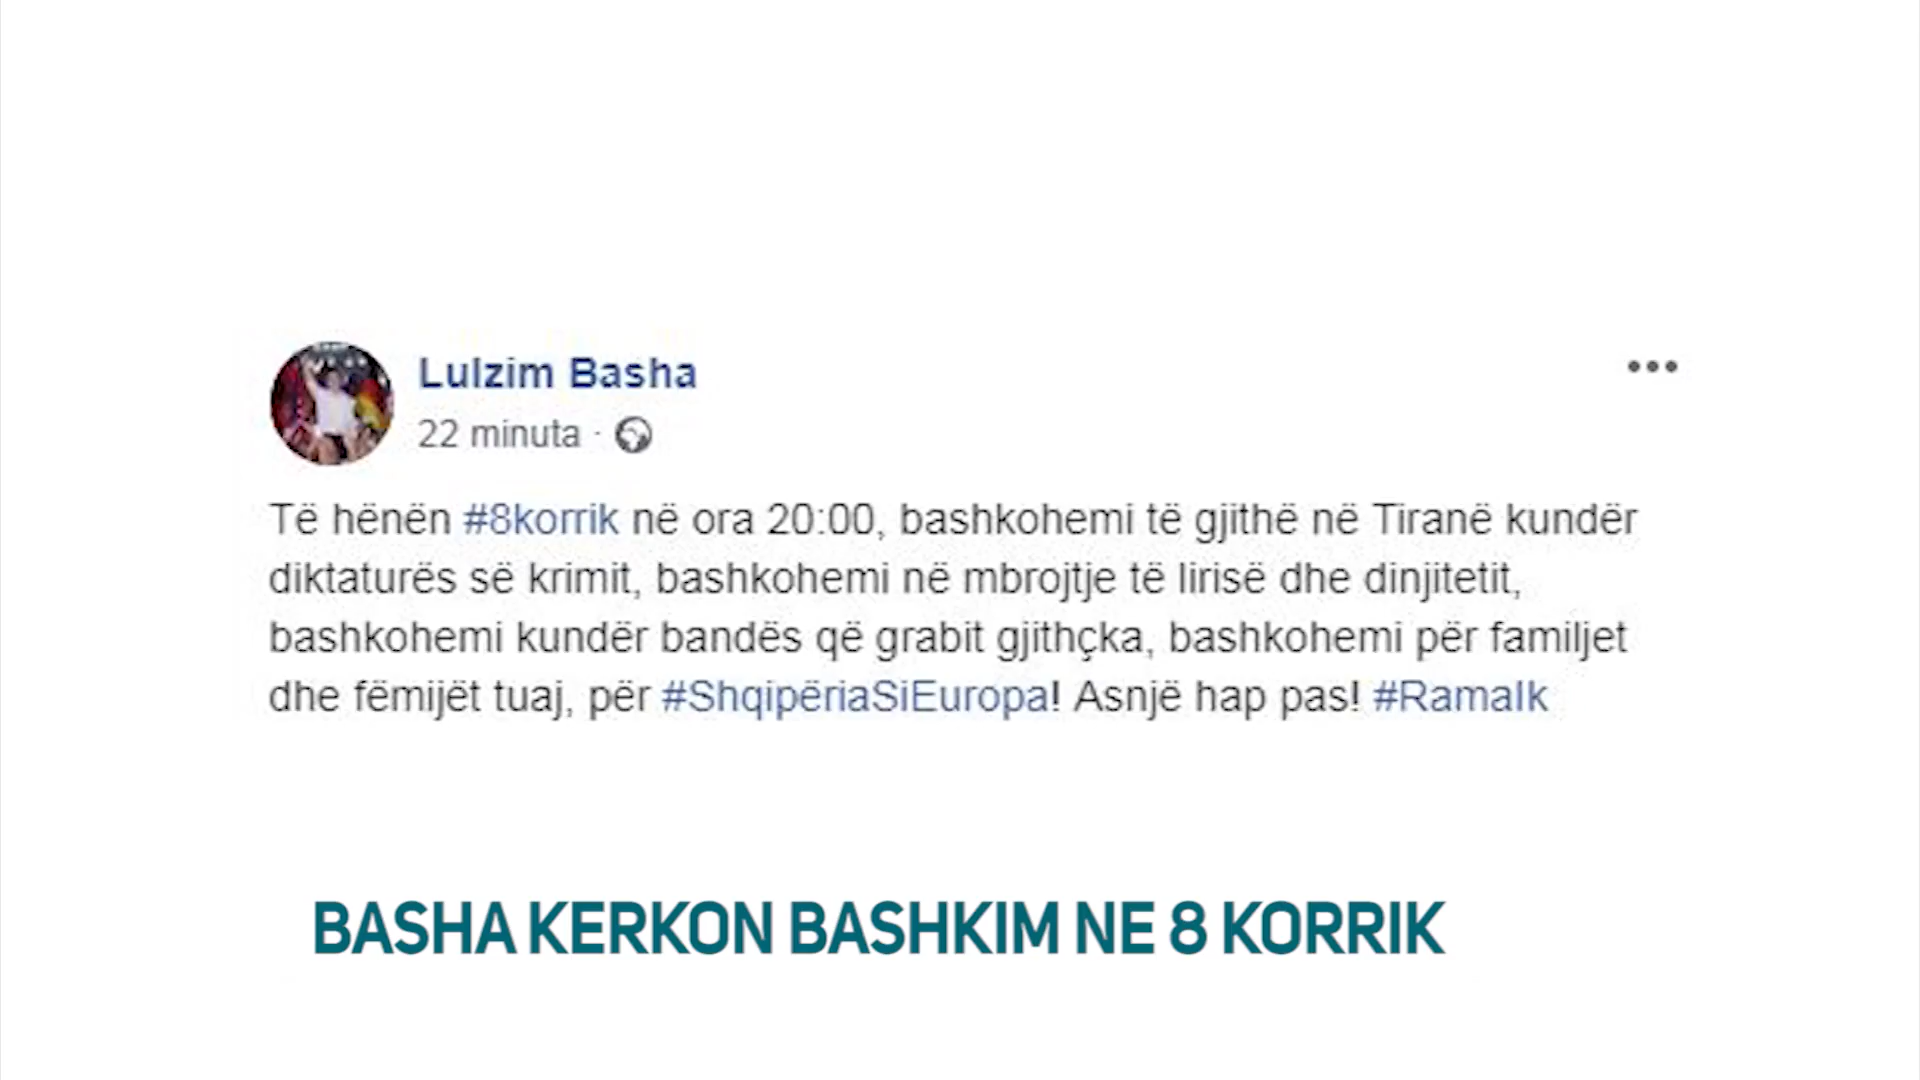 Lulzim Basha
22 minuta ·
Të hënën #8korrik në ora 20:00, bashkohemi të gjithë në Tiranë kundër
diktaturës së krimit, bashkohemi në mbrojtje të lirisë dhe dinjitetit,
bashkohemi kundër bandës që grabit gjithçka, bashkohemi për familjet
dhe fëmijët tuaj, për #ShqipëriaSiEuropa! Asnjë hap pas! #RamaIk
BASHA KERKON BASHKIM NE 8 KORRIK